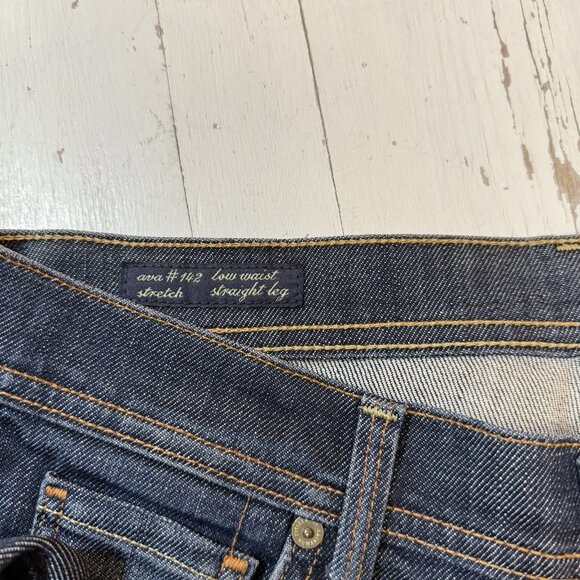 ava # 142 low waist
stretch straight leg